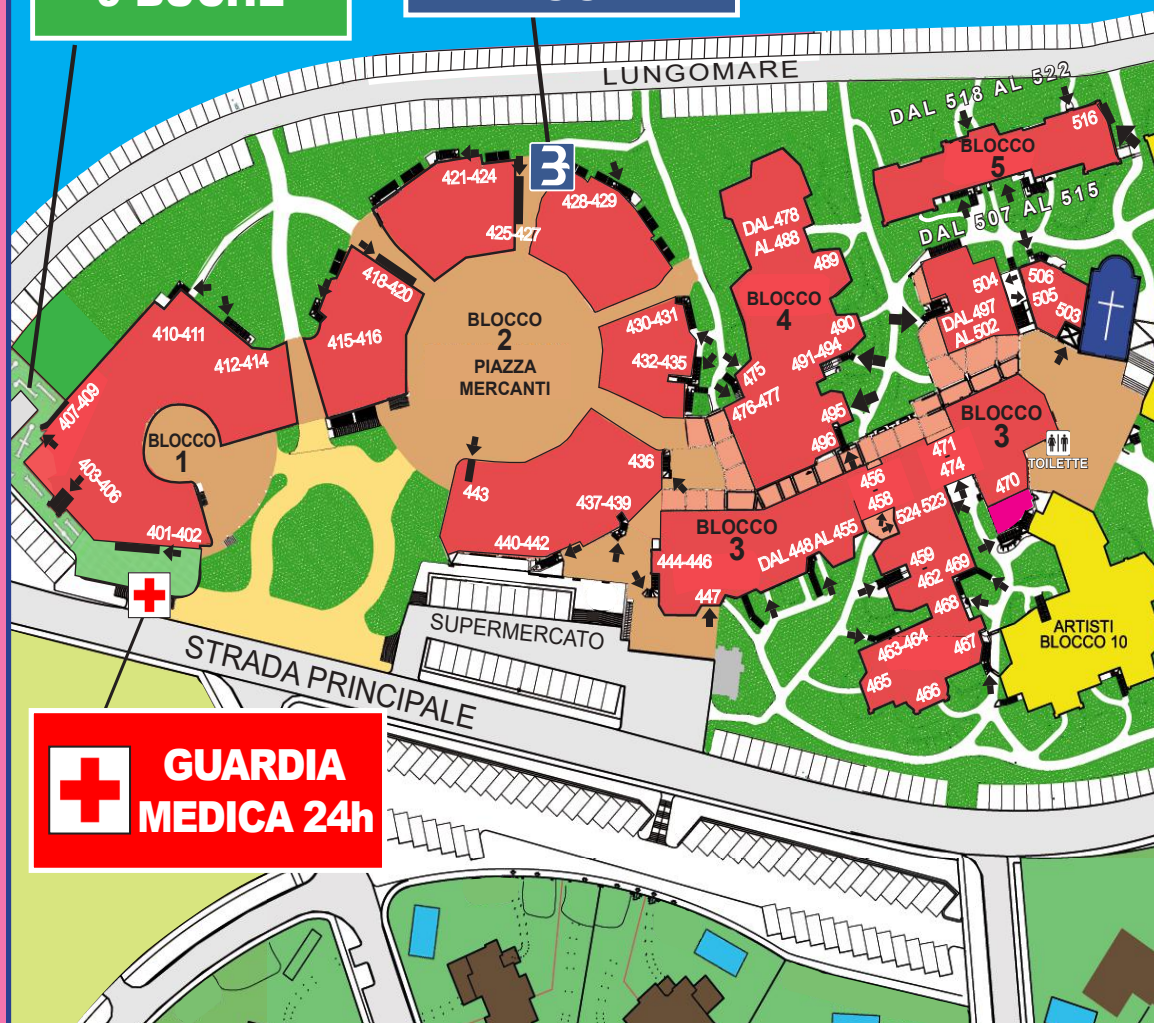 9 BUCHE
LUNGOMARE
DAL 518 AL 522
516
BLOCCO
5
DAL 507 AL 515
421-424
3
428-429
425-427
418-420
415-416
410-411
412-414
407-409
403-406
401-402
BLOCCO
1
BLOCCO
2
PIAZZA
MERCANTI
430-431
432-435
436
437-439
440-442
443
DAL 478
AL 488
489
BLOCCO
4
490
491-494
475
476-477
495
496
504
506
505
503
DAL 497
AL 502
BLOCCO
3
TOILETTE
471
474
470
456
458
524-523
BLOCCO
3
DAL 448 AL 455
444-446
447
459
462
469
468
463-464
467
465
466
ARTISTI
BLOCCO 10
SUPERMERCATO
STRADA PRINCIPALE
GUARDIA
MEDICA 24h